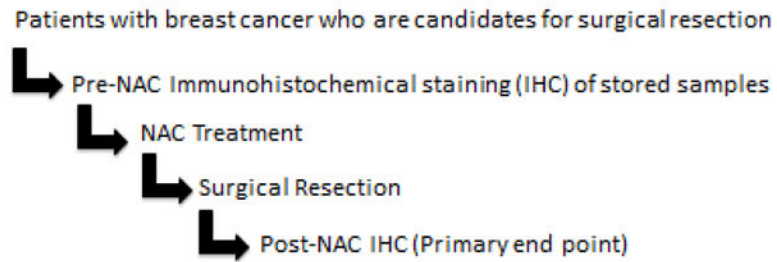 Patients with breast cancer who are candidates for surgical resection
Pre-NAC Immunohistochemical staining (IHC) of stored samples
NAC Treatment
Surgical Resection
Post-NAC IHC (Primary end point)